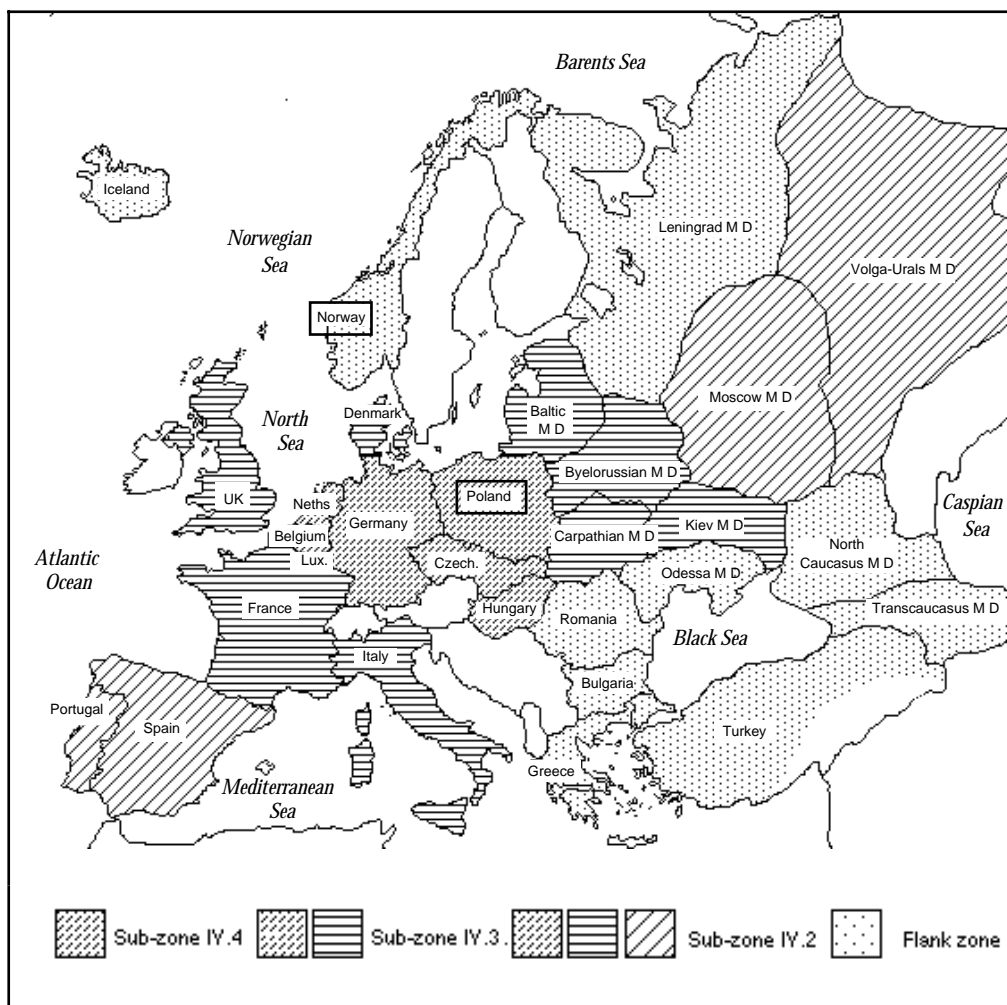 Barents Sea
Iceland
Leningrad M D
Norwegian
Sea
Volga-Urals M D
Norway
Moscow M D
North
Sea
Denmark
Baltic
M D
Byelorussian M D
UK
Neths
Poland
Caspian
Sea
Germany
Kiev M D
Belgium
Carpathian M D
North
Caucasus M D
Atlantic
Ocean
Lux.
Czech.
Odessa M D
France
Hungary
Transcaucasus M D
Romania
Black Sea
Italy
Bulgaria
Portugal
Spain
Turkey
Greece
Mediterranean
Sea
Sub-zone IV.4
Sub-zone IV.3.
Sub-zone IV.2
Flank zone